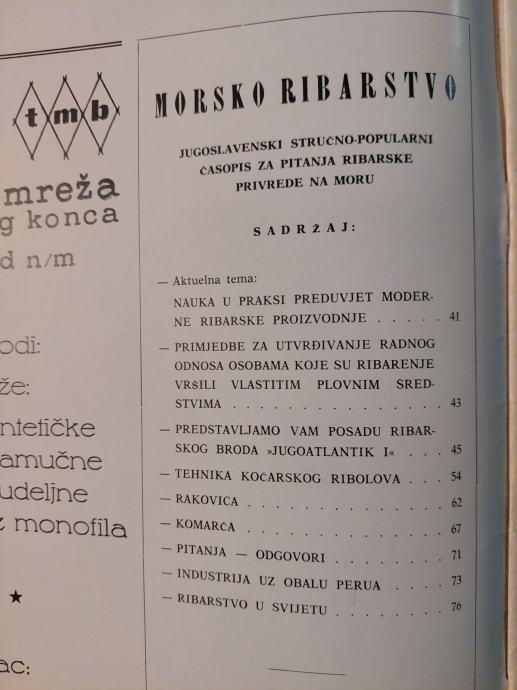 tmb
mreža
g konca
d n/m
odi:
že:
ntetičke
amučne
udeljne
z monofila
★
ac:
MORSKO RIBARSTVO
JUGOSLAVENSKI STRUČNO-POPULARNI
ČASOPIS ZA PITANJA RIBARSKE
PRIVREDE NA MORU
SADRŽAJ:
— Aktuelna tema:
NAUKA U PRAKSI PREDUVJET MODER-
NE RIBARSKE PROIZVODNJE . . . . . 41
— PRIMJEDBE ZA UTVRĐIVANJE RADNOG
ODNOSA OSOBAMA KOJE SU RIBARENJE
VRŠILI VLASTITIM PLOVNIM SRED-
STVIMA . . . . . . . . . . . . . . . 43
— PREDSTAVLJAMO VAM POSADU RIBAR-
SKOG BRODA »JUGOATLANTIK I« . . . 45
— TEHNIKA KOČARSKOG RIBOLOVA . . . 54
— RAKOVICA . . . . . . . . . . . . . . 62
— KOMARČA . . . . . . . . . . . . . . 67
— PITANJA — ODGOVORI . . . . . . . . 71
— INDUSTRIJA UZ OBALU PERUA . . . . 73
— RIBARSTVO U SVIJETU . . . . . . . . 76